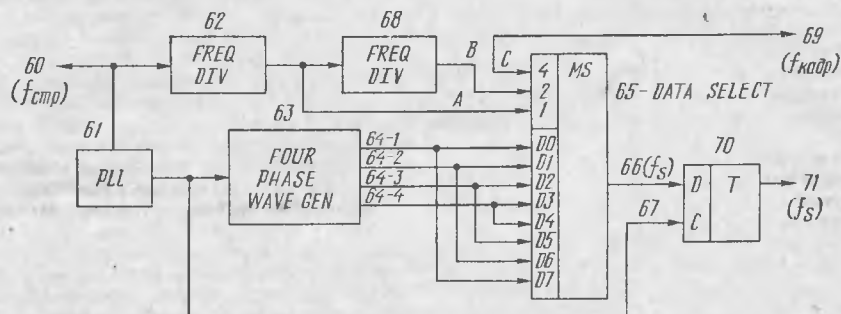 62
68
60
(fстр)
FREQ
DIV
FREQ
DIV
B
C
A
4
2
1
MS
69
(fкадр)
65-DATA SELECT
61
PLL
63
FOUR
PHASE
WAVE GEN
64-1
64-2
64-3
64-4
D0
D1
D2
D3
D4
D5
D6
D7
66(fs)
67
70
D
T
C
71
(fs)